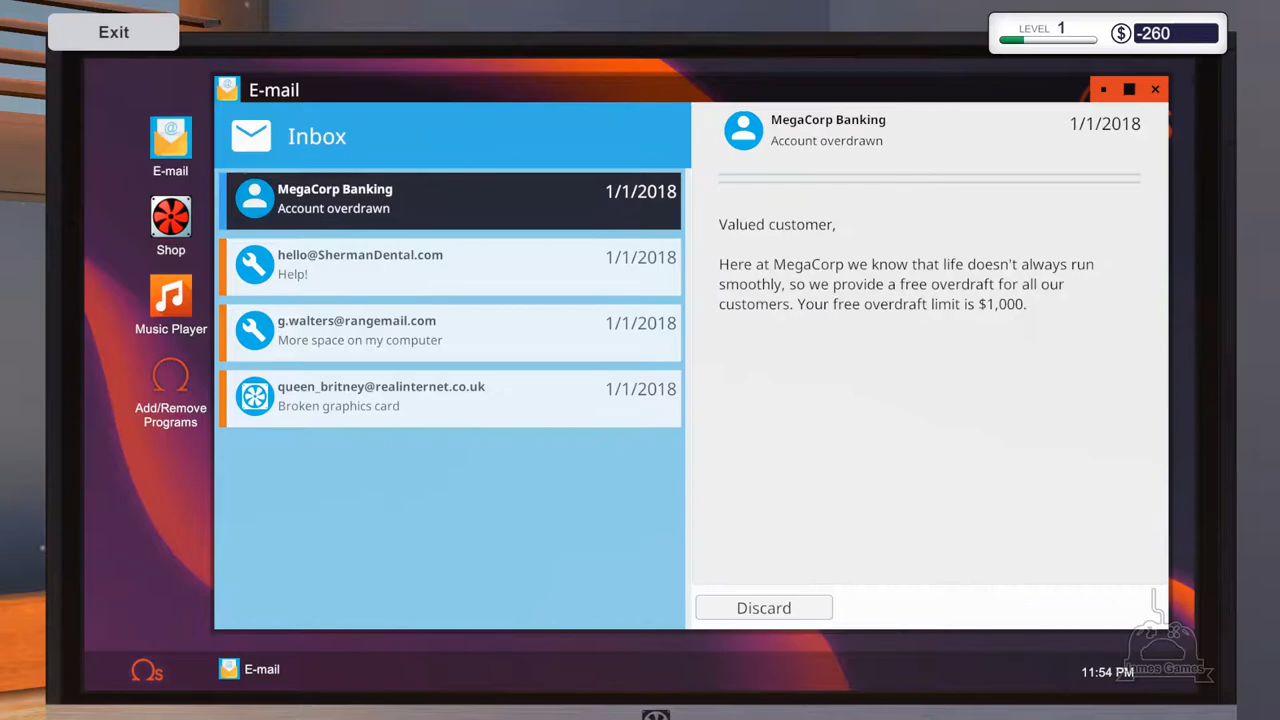 Exit
LEVEL 1
$ -260
E-mail
Inbox
MegaCorp Banking
1/1/2018
Account overdrawn
hello@ShermanDental.com
1/1/2018
Help!
g.walters@rangemail.com
1/1/2018
More space on my computer
queen_britney@realinternet.co.uk
1/1/2018
Broken graphics card
MegaCorp Banking
1/1/2018
Account overdrawn
Valued customer,
Here at MegaCorp we know that life doesn't always run
smoothly, so we provide a free overdraft for all our
customers. Your free overdraft limit is $1,000.
Discard
E-mail
Shop
Music Player
Add/Remove
Programs
E-mail
11:54 PM
James Games